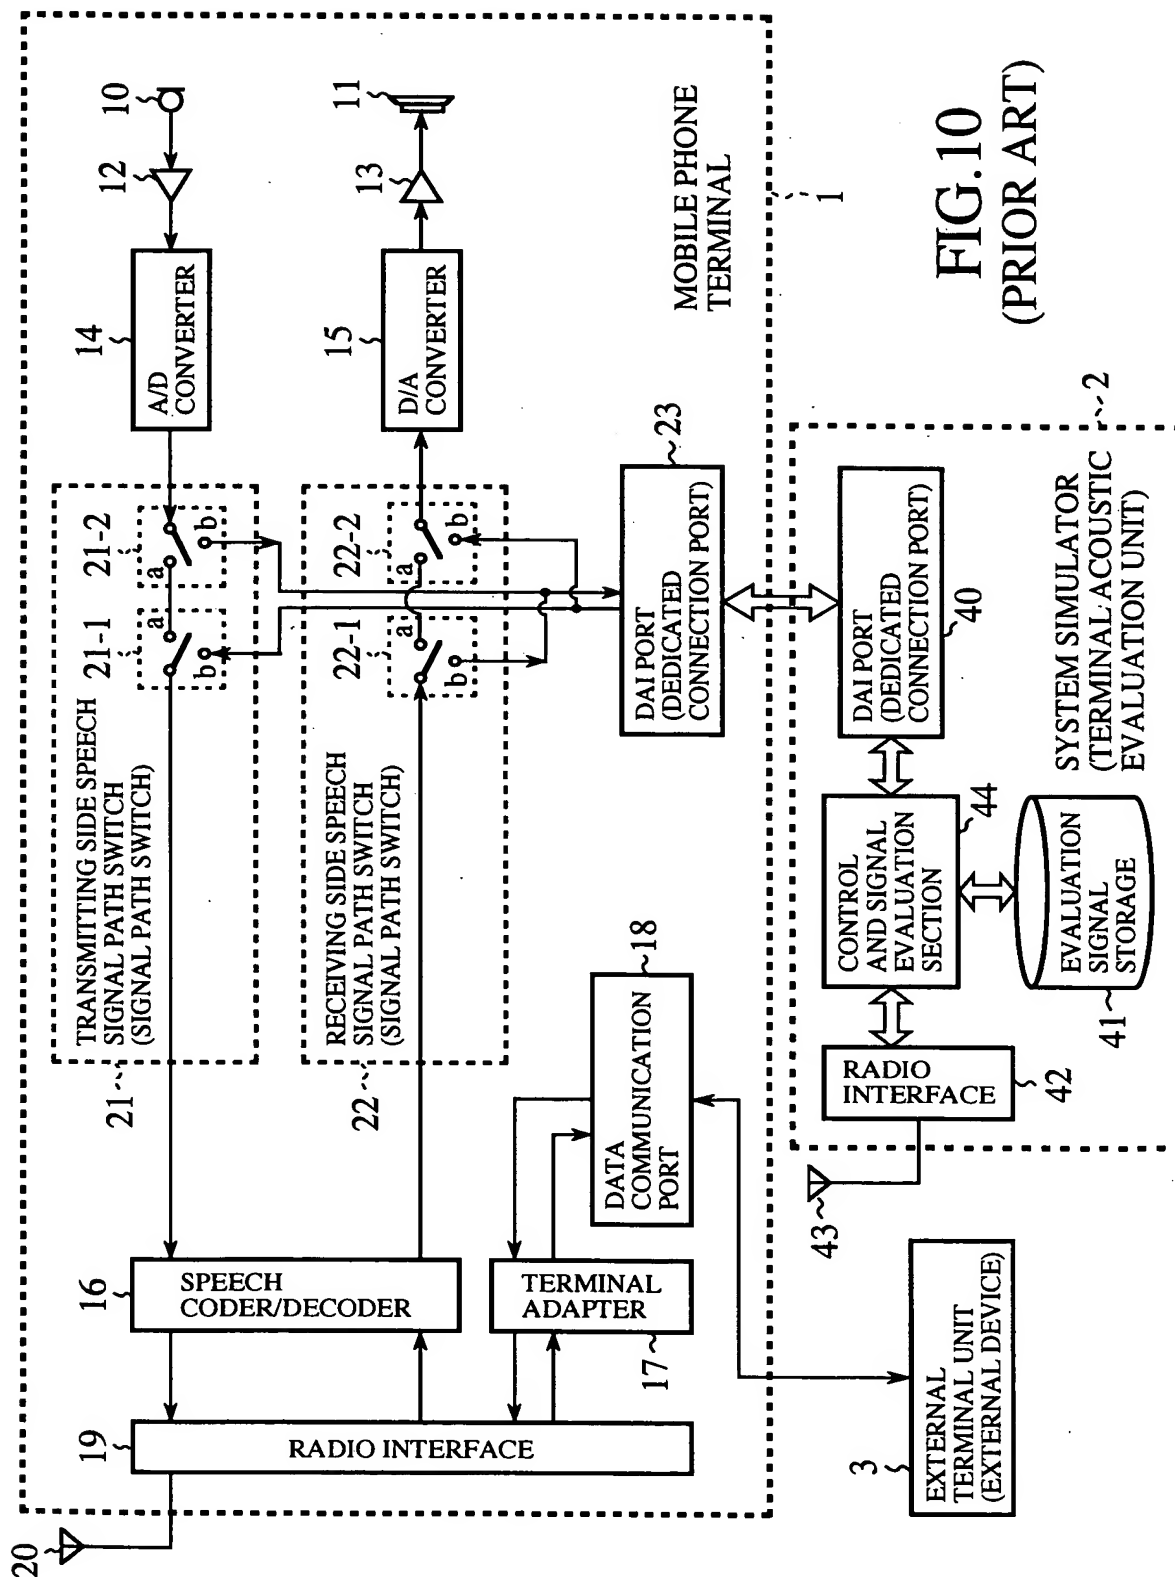 20
19
RADIO INTERFACE
16
SPEECH
CODER/DECODER
TERMINAL
ADAPTER
17
DATA
COMMUNICATION
PORT
18
21
TRANSMITTING SIDE SPEECH
SIGNAL PATH SWITCH
(SIGNAL PATH SWITCH)
21-1
a
b
21-2
a
b
22
RECEIVING SIDE SPEECH
SIGNAL PATH SWITCH
(SIGNAL PATH SWITCH)
22-1
a
b
22-2
a
b
14
A/D
CONVERTER
12
10
15
D/A
CONVERTER
13
11
DAI PORT
(DEDICATED
CONNECTION PORT)
23
MOBILE PHONE
TERMINAL
1
3
EXTERNAL
TERMINAL UNIT
(EXTERNAL DEVICE)
43
RADIO
INTERFACE
42
CONTROL
AND SIGNAL
EVALUATION
SECTION
44
DAI PORT
(DEDICATED
CONNECTION PORT)
40
41
EVALUATION
SIGNAL
STORAGE
SYSTEM SIMULATOR
(TERMINAL ACOUSTIC
EVALUATION UNIT)
2
FIG.10
(PRIOR ART)